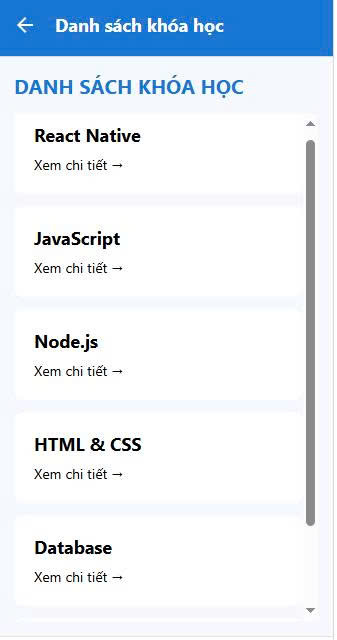 ← Danh sách khóa học
DANH SÁCH KHÓA HỌC
React Native
Xem chi tiết →
JavaScript
Xem chi tiết →
Node.js
Xem chi tiết →
HTML & CSS
Xem chi tiết →
Database
Xem chi tiết →